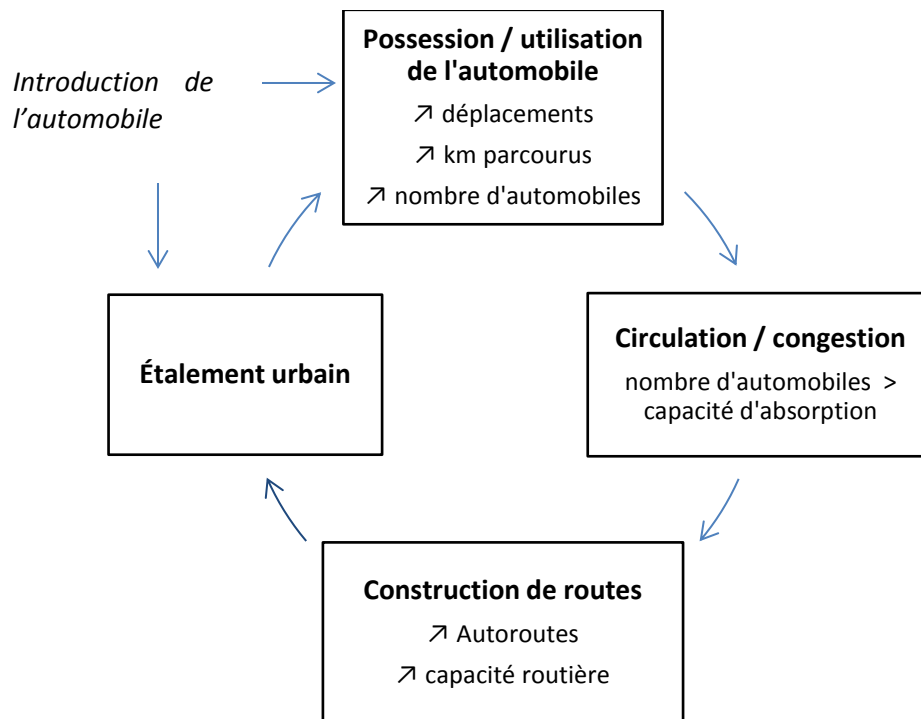 Possession / utilisation
de l'automobile
↗ déplacements
↗ km parcourus
↗ nombre d'automobiles
Introduction de
l’automobile
Circulation / congestion
nombre d'automobiles >
capacité d'absorption
Étalement urbain
Construction de routes
↗ Autoroutes
↗ capacité routière